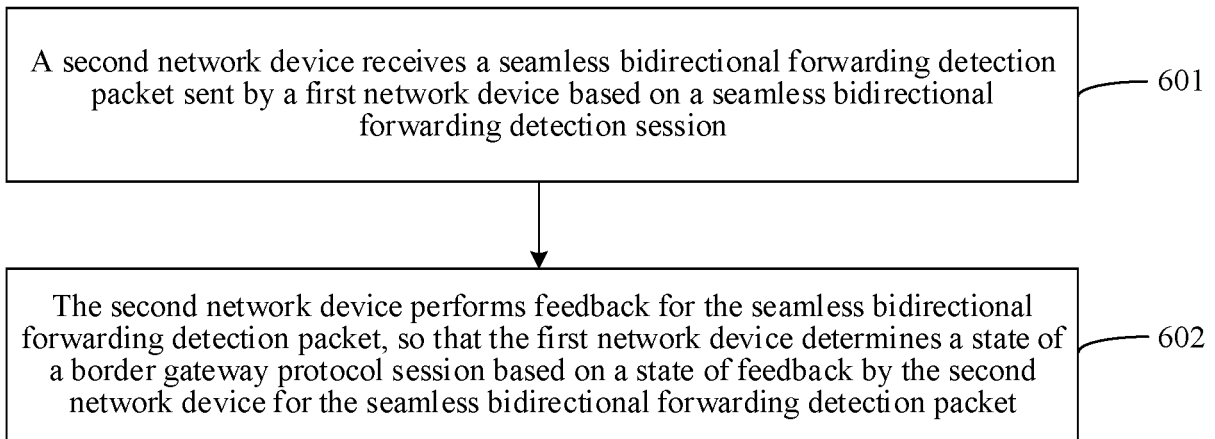 A second network device receives a seamless bidirectional forwarding detection
packet sent by a first network device based on a seamless bidirectional
forwarding detection session
601
The second network device performs feedback for the seamless bidirectional
forwarding detection packet, so that the first network device determines a state of
a border gateway protocol session based on a state of feedback by the second
network device for the seamless bidirectional forwarding detection packet
602